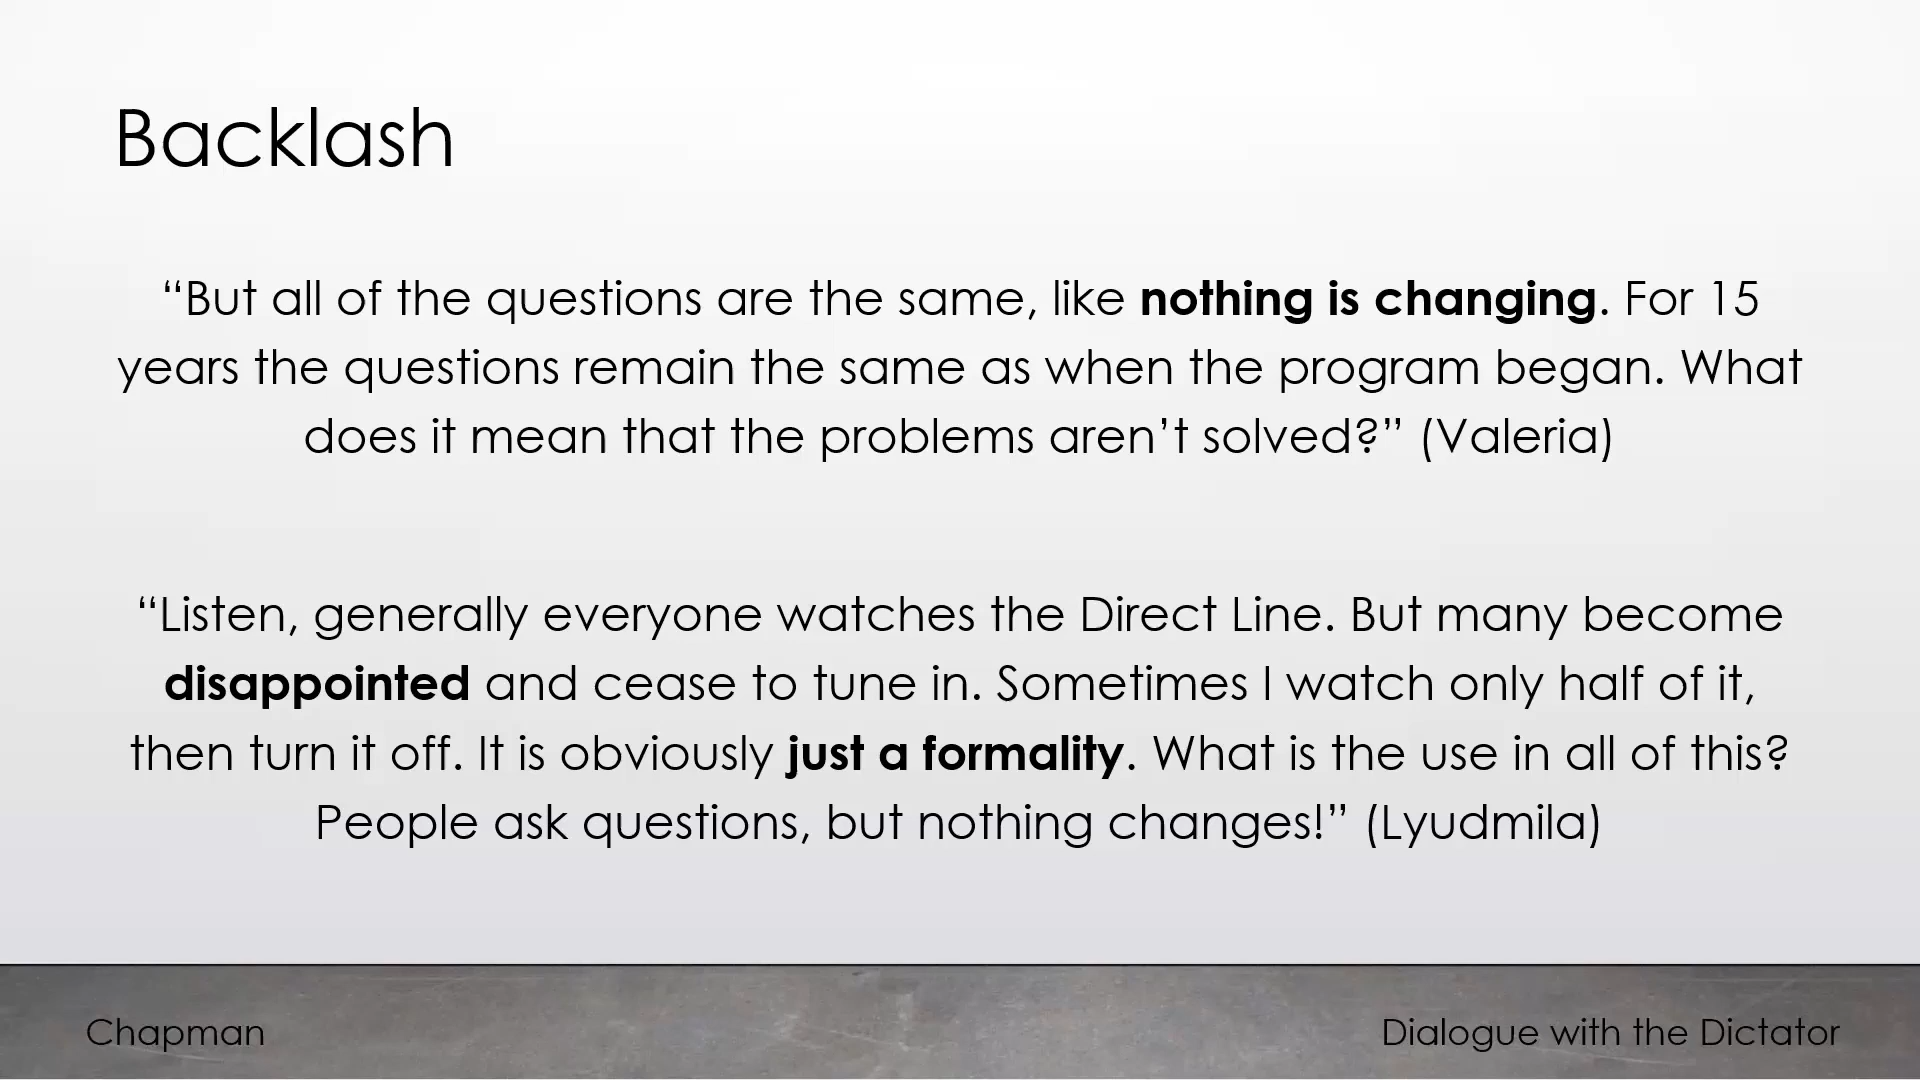 Backlash
“But all of the questions are the same, like nothing is changing. For 15
years the questions remain the same as when the program began. What
does it mean that the problems aren’t solved?” (Valeria)
“Listen, generally everyone watches the Direct Line. But many become
disappointed and cease to tune in. Sometimes I watch only half of it,
then turn it off. It is obviously just a formality. What is the use in all of this?
People ask questions, but nothing changes!” (Lyudmila)
Chapman
Dialogue with the Dictator